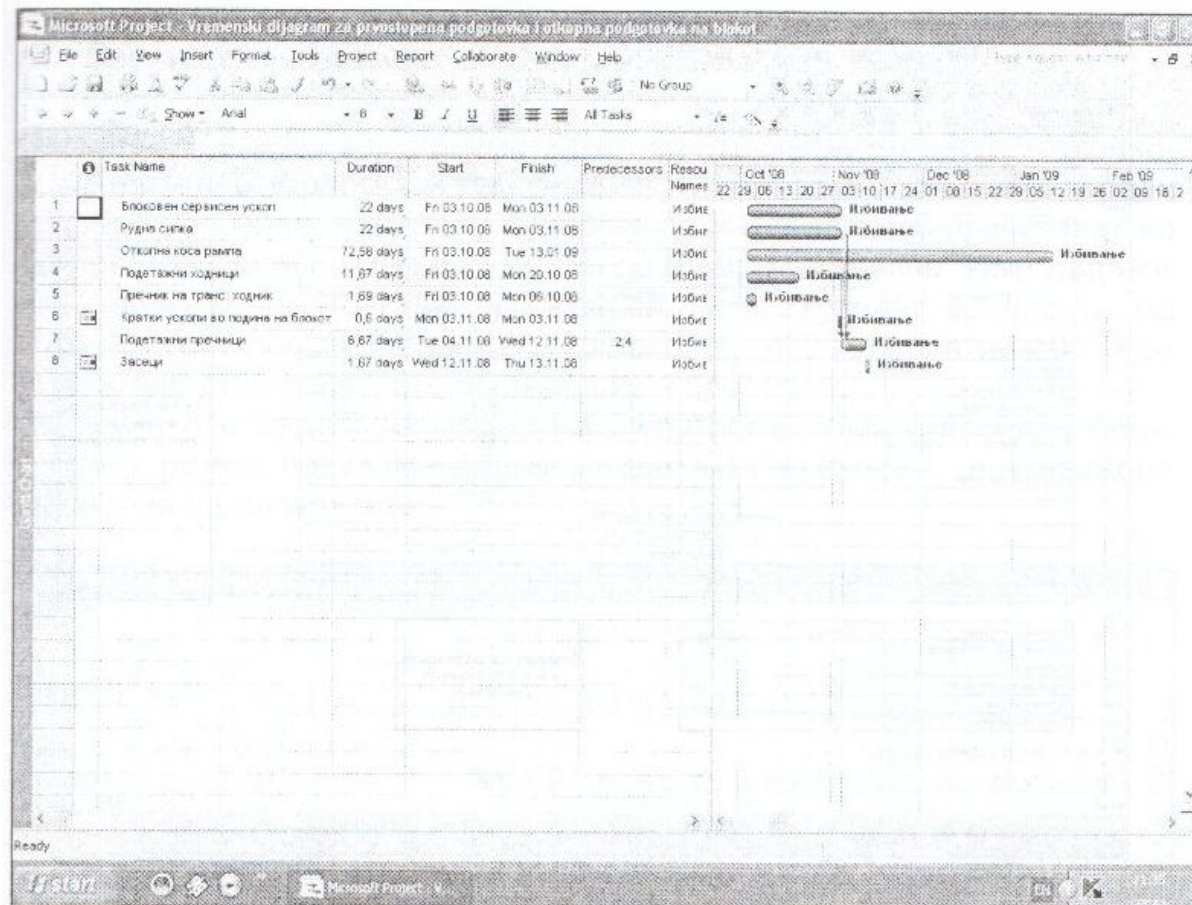 Microsoft Project - Vremenski dijagram za prvostepena podgotovka i otkopna podgotovka na blokot
File Edit View Insert Format Tools Project Report Collaborate Window Help
No Group
Show Arial 8 B I U All Tasks
Task Name Duration Start Finish Predecessors Resou Names
Oct '08 Nov '08 Dec '08 Jan '09 Feb '09
22 29 06 13 20 27 03 10 17 24 01 08 15 22 29 05 12 19 26 02 09 16 2
1 Блоковен сервисен ускоп 22 days Fri 03.10.08 Mon 03.11.08 Избив Избивање
2 Рудна сипка 22 days Fri 03.10.08 Mon 03.11.08 Избив Избивање
3 Откопна коса рампа 72,58 days Fri 03.10.08 Tue 13.01.09 Избив Избивање
4 Подетажни ходници 11,67 days Fri 03.10.08 Mon 20.10.08 Избив Избивање
5 Пречник на транс. ходник 1,69 days Fri 03.10.08 Mon 06.10.08 Избив Избивање
6 Кратки ускопи во подина на блокот 0,6 days Mon 03.11.08 Mon 03.11.08 Избив Избивање
7 Подетажни пречници 6,67 days Tue 04.11.08 Wed 12.11.08 2,4 Избив Избивање
8 Засеци 1,67 days Wed 12.11.08 Thu 13.11.08 Избив Избивање
Ready
Start Microsoft Project - V... EN